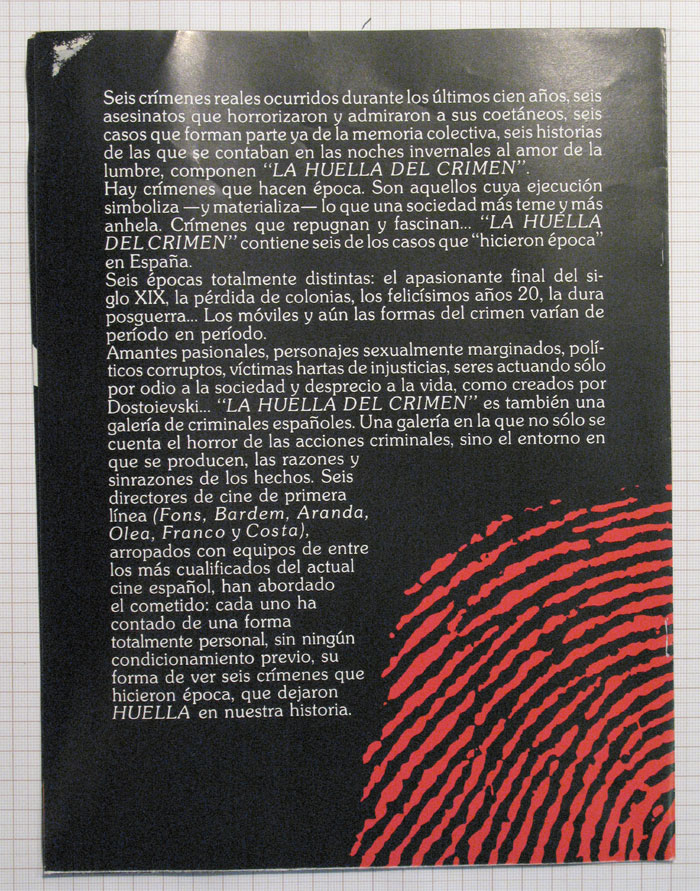 Seis crímenes reales ocurridos durante los últimos cien años, seis
asesinatos que horrorizaron y admiraron a sus coetáneos, seis
casos que forman parte ya de la memoria colectiva, seis historias
de las que se contaban en las noches invernales al amor de la
lumbre, componen "LA HUELLA DEL CRIMEN".
Hay crímenes que hacen época. Son aquellos cuya ejecución
simboliza —y materializa— lo que una sociedad más teme y más
anhela. Crímenes que repugnan y fascinan... "LA HUELLA
DEL CRIMEN" contiene seis de los casos que "hicieron época"
en España.
Seis épocas totalmente distintas: el apasionante final del si-
glo XIX, la pérdida de colonias, los felicísimos años 20, la dura
posguerra... Los móviles y aún las formas del crimen varían de
período en período.
Amantes pasionales, personajes sexualmente marginados, polí-
ticos corruptos, víctimas hartas de injusticias, seres actuando sólo
por odio a la sociedad y desprecio a la vida, como creados por
Dostoievski... "LA HUELLA DEL CRIMEN" es también una
galería de criminales españoles. Una galería en la que no sólo se
cuenta el horror de las acciones criminales, sino el entorno en
que se producen, las razones y
sinrazones de los hechos. Seis
directores de cine de primera
línea (Fons, Bardem, Aranda,
Olea, Franco y Costa),
arropados con equipos de entre
los más cualificados del actual
cine español, han abordado
el cometido: cada uno ha
contado de una forma
totalmente personal, sin ningún
condicionamiento previo, su
forma de ver seis crímenes que
hicieron época, que dejaron
HUELLA en nuestra historia.